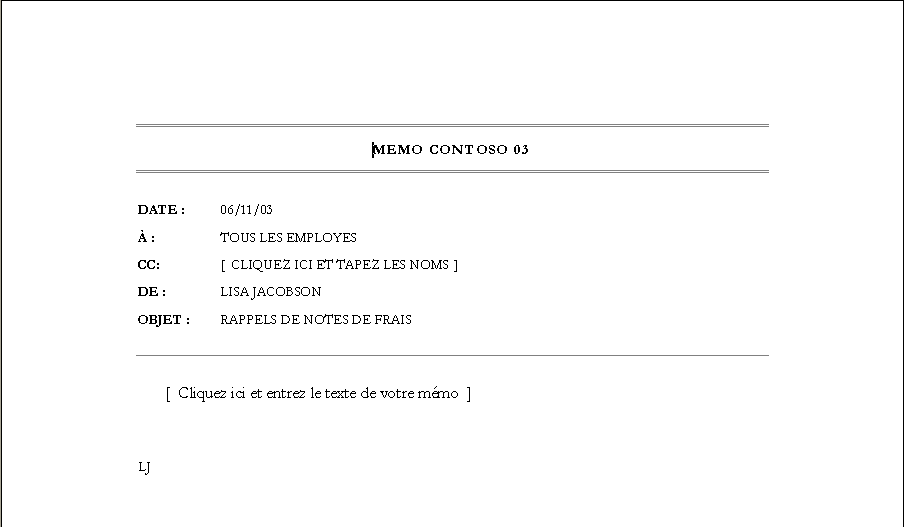 MEMO CONTOSO 03
DATE : 06/11/03
À : TOUS LES EMPLOYES
CC: [ CLIQUEZ ICI ET TAPEZ LES NOMS ]
DE : LISA JACOBSON
OBJET : RAPPELS DE NOTES DE FRAIS
[ Cliquez ici et entrez le texte de votre mémo ]
LJ